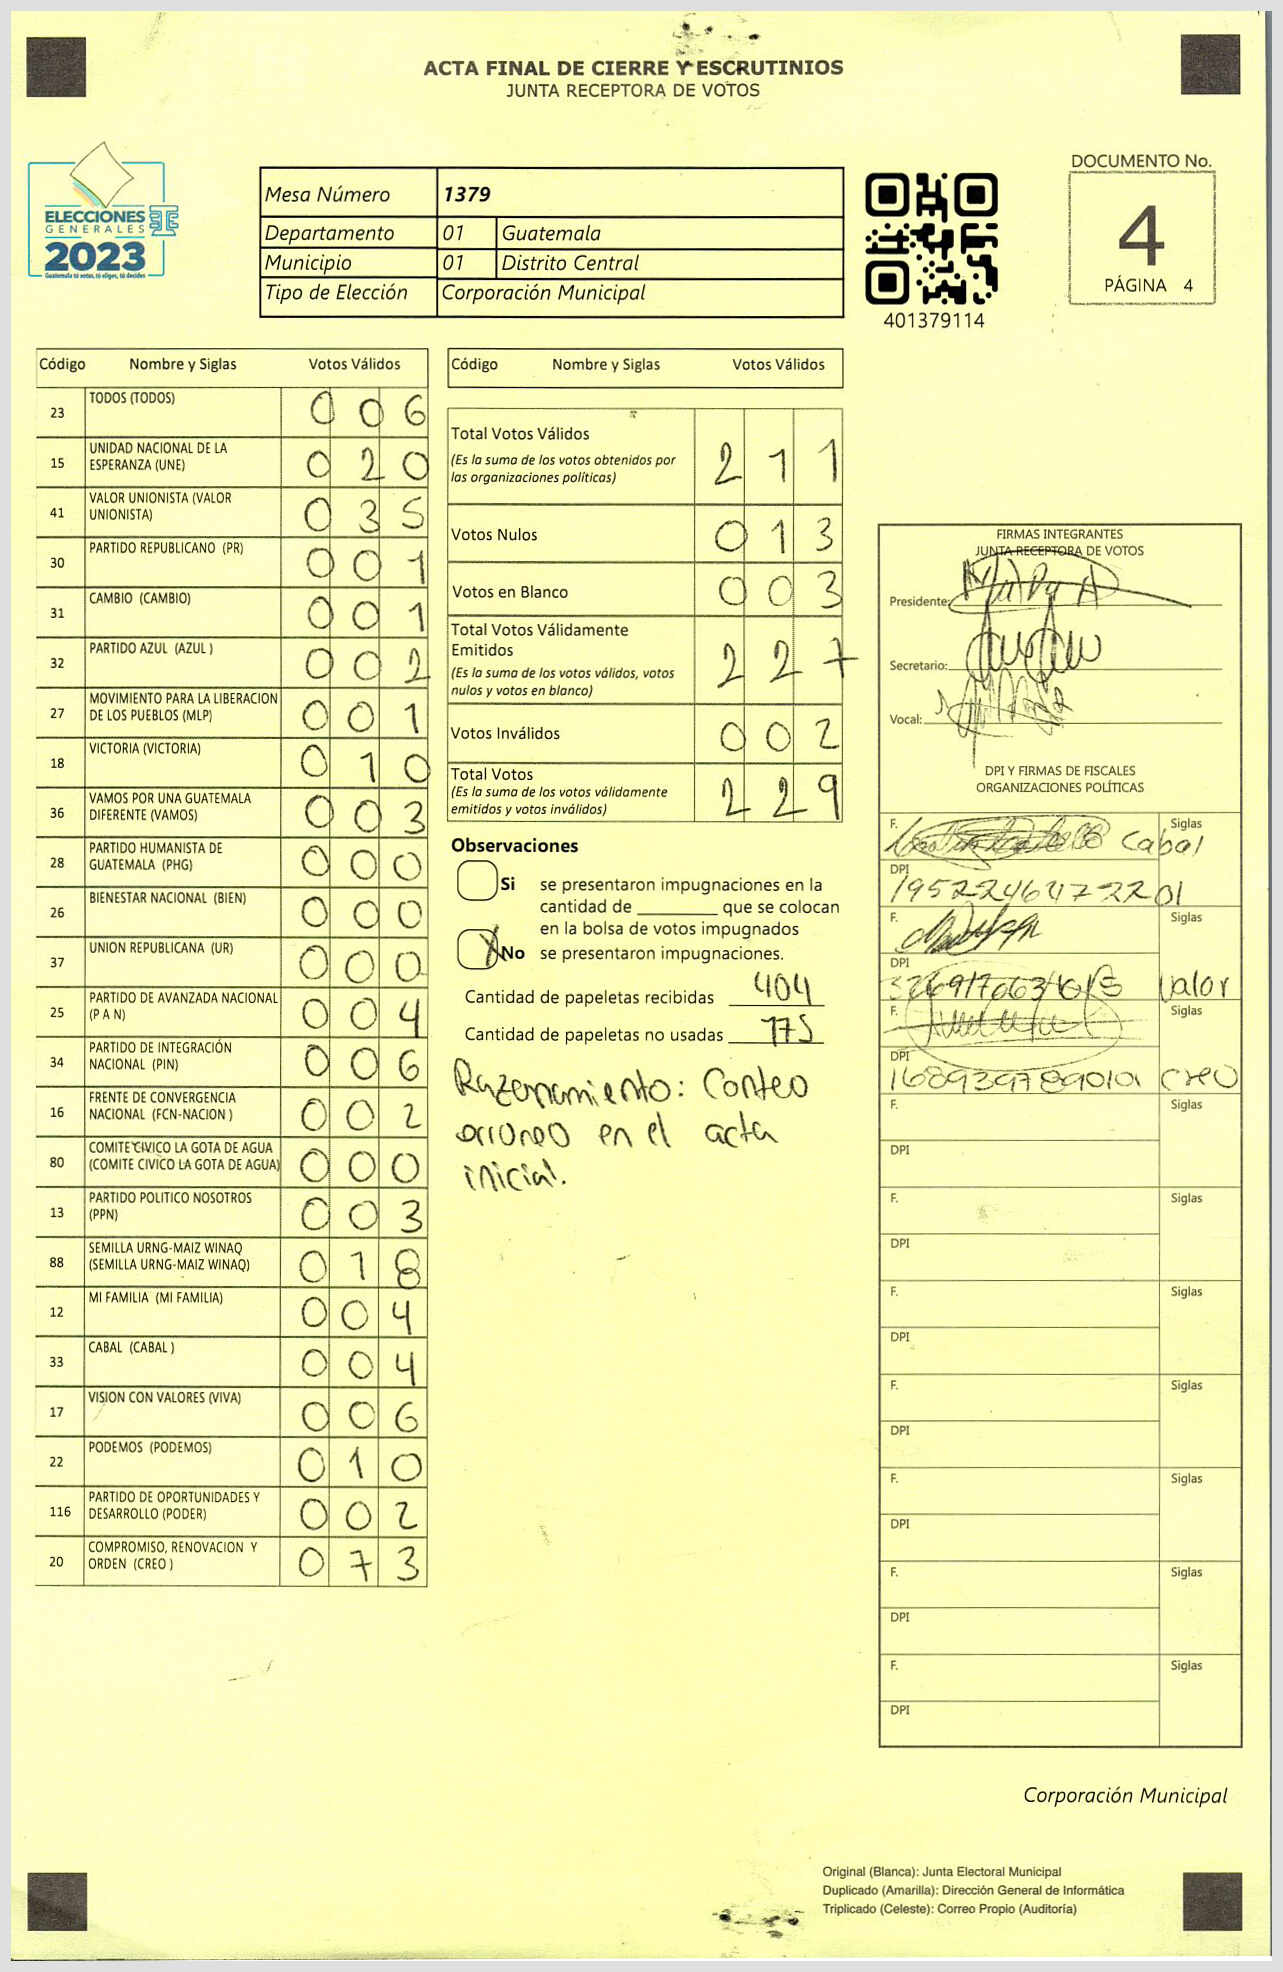 ACTA FINAL DE CIERRE Y ESCRUTINIOS
JUNTA RECEPTORA DE VOTOS
ELECCIONES
GENERALES
2023
Guatemala tú votas, tú eliges, tú decides
Mesa Número 1379
Departamento 01 Guatemala
Municipio 01 Distrito Central
Tipo de Elección Corporación Municipal
401379114
DOCUMENTO No.
4
PÁGINA 4
Código Nombre y Siglas Votos Válidos
23 TODOS (TODOS) 0 0 6
15 UNIDAD NACIONAL DE LA
ESPERANZA (UNE) 0 2 0
41 VALOR UNIONISTA (VALOR
UNIONISTA) 0 3 5
30 PARTIDO REPUBLICANO (PR) 0 0 1
31 CAMBIO (CAMBIO) 0 0 1
32 PARTIDO AZUL (AZUL ) 0 0 2
27 MOVIMIENTO PARA LA LIBERACION
DE LOS PUEBLOS (MLP) 0 0 1
18 VICTORIA (VICTORIA) 0 1 0
36 VAMOS POR UNA GUATEMALA
DIFERENTE (VAMOS) 0 0 3
28 PARTIDO HUMANISTA DE
GUATEMALA (PHG) 0 0 0
26 BIENESTAR NACIONAL (BIEN) 0 0 0
37 UNION REPUBLICANA (UR) 0 0 0
25 PARTIDO DE AVANZADA NACIONAL
(P A N) 0 0 4
34 PARTIDO DE INTEGRACIÓN
NACIONAL (PIN) 0 0 6
16 FRENTE DE CONVERGENCIA
NACIONAL (FCN-NACION ) 0 0 2
80 COMITE CIVICO LA GOTA DE AGUA
(COMITE CIVICO LA GOTA DE AGUA) 0 0 0
13 PARTIDO POLITICO NOSOTROS
(PPN) 0 0 3
88 SEMILLA URNG-MAIZ WINAQ
(SEMILLA URNG-MAIZ WINAQ) 0 1 8
12 MI FAMILIA (MI FAMILIA) 0 0 4
33 CABAL (CABAL ) 0 0 4
17 VISION CON VALORES (VIVA) 0 0 6
22 PODEMOS (PODEMOS) 0 1 0
116 PARTIDO DE OPORTUNIDADES Y
DESARROLLO (PODER) 0 0 2
20 COMPROMISO, RENOVACION Y
ORDEN (CREO ) 0 7 3
Código Nombre y Siglas Votos Válidos
Total Votos Válidos 2 1 1
(Es la suma de los votos obtenidos por
las organizaciones políticas)
Votos Nulos 0 1 3
Votos en Blanco 0 0 3
Total Votos Válidamente
Emitidos 2 2 7
(Es la suma de los votos válidos, votos
nulos y votos en blanco)
Votos Inválidos 0 0 2
Total Votos
(Es la suma de los votos válidamente
emitidos y votos inválidos) 2 2 9
Observaciones
Si se presentaron impugnaciones en la
cantidad de ________ que se colocan
en la bolsa de votos impugnados
X No se presentaron impugnaciones.
Cantidad de papeletas recibidas 404
Cantidad de papeletas no usadas 175
Razonamiento: Conteo
erroneo en el acta
inicial.
FIRMAS INTEGRANTES
JUNTA RECEPTORA DE VOTOS
Presidente:
Secretario:
Vocal:
DPI Y FIRMAS DE FISCALES
ORGANIZACIONES POLÍTICAS
F. Siglas
Cabal
DPI
F. Siglas
DPI
Valor
F. Siglas
DPI
1689397890101 CREO
F. Siglas
DPI
F. Siglas
DPI
F. Siglas
DPI
F. Siglas
DPI
F. Siglas
DPI
F. Siglas
DPI
F. Siglas
DPI
Corporación Municipal
Original (Blanca): Junta Electoral Municipal
Duplicado (Amarilla): Dirección General de Informática
Triplicado (Celeste): Correo Propio (Auditoría)